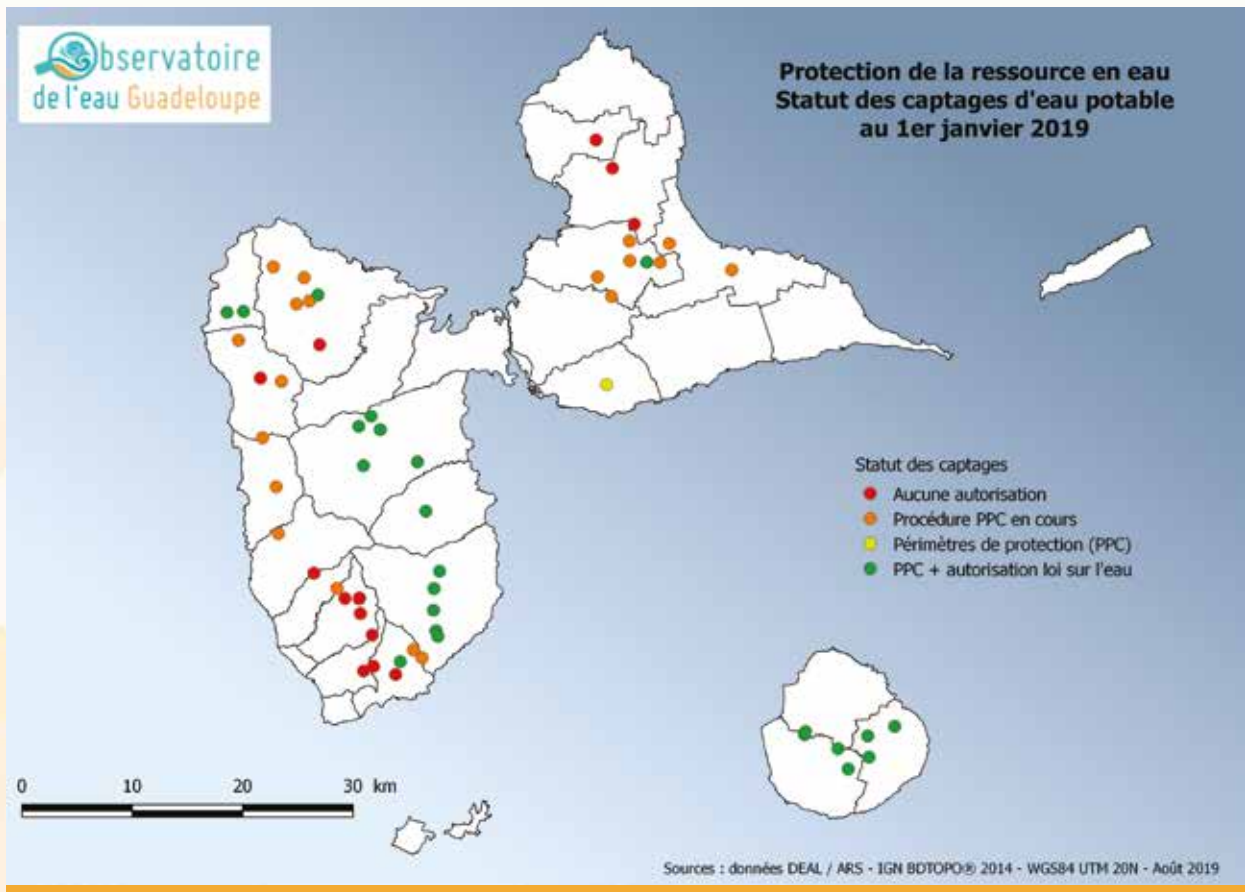 Observatoire
de l'eau Guadeloupe
Protection de la ressource en eau
Statut des captages d'eau potable
au 1er janvier 2019
Statut des captages
Aucune autorisation
Procédure PPC en cours
Périmètres de protection (PPC)
PPC + autorisation loi sur l'eau
0 10 20 30 km
Sources : données DEAL / ARS - IGN BDTOPO® 2014 - WGS84 UTM 20N - Août 2019